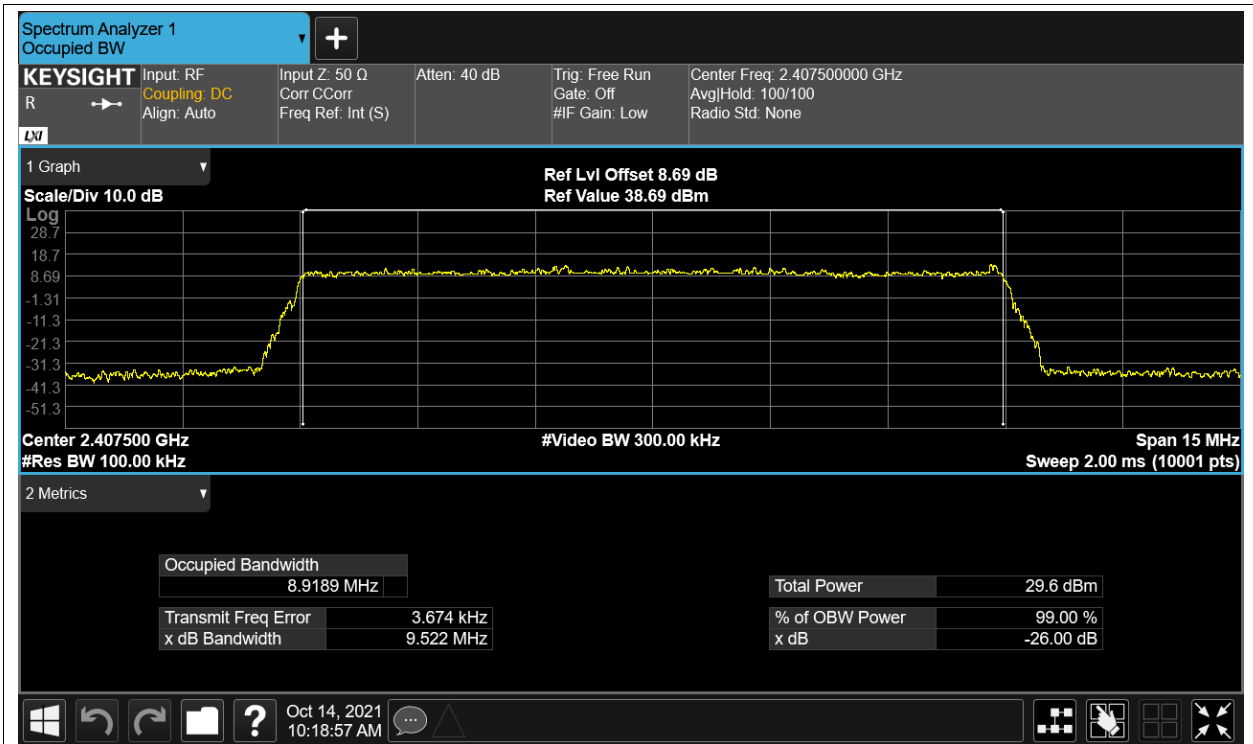 Spectrum Analyzer 1
Occupied BW
KEYSIGHT
R
LXI
Input: RF
Coupling: DC
Align: Auto
Input Z: 50 Ω
Corr CCorr
Freq Ref: Int (S)
Atten: 40 dB
Trig: Free Run
Gate: Off
#IF Gain: Low
Center Freq: 2.407500000 GHz
Avg|Hold: 100/100
Radio Std: None
1 Graph
Scale/Div 10.0 dB
Ref Lvl Offset 8.69 dB
Ref Value 38.69 dBm
Log
28.7
18.7
8.69
-1.31
-11.3
-21.3
-31.3
-41.3
-51.3
Center 2.407500 GHz
#Video BW 300.00 kHz
Span 15 MHz
#Res BW 100.00 kHz
Sweep 2.00 ms (10001 pts)
2 Metrics
Occupied Bandwidth
8.9189 MHz
Total Power 29.6 dBm
Transmit Freq Error 3.674 kHz
% of OBW Power 99.00 %
x dB Bandwidth 9.522 MHz
x dB -26.00 dB
?
Oct 14, 2021
10:18:57 AM